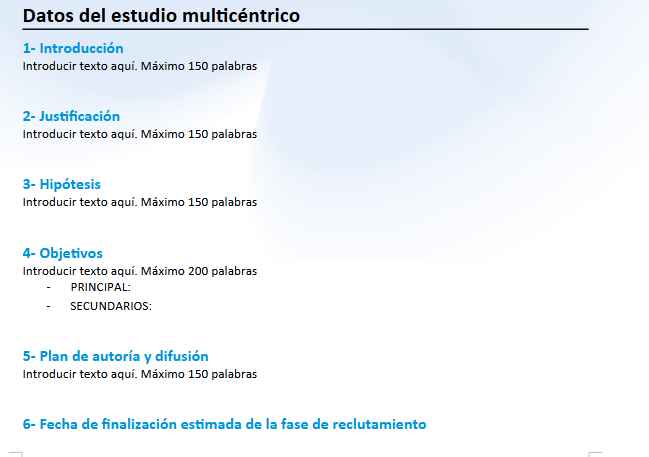 Datos del estudio multicéntrico
1- Introducción
Introducir texto aquí. Máximo 150 palabras
2- Justificación
Introducir texto aquí. Máximo 150 palabras
3- Hipótesis
Introducir texto aquí. Máximo 150 palabras
4- Objetivos
Introducir texto aquí. Máximo 200 palabras
- PRINCIPAL:
- SECUNDARIOS:
5- Plan de autoría y difusión
Introducir texto aquí. Máximo 150 palabras
6- Fecha de finalización estimada de la fase de reclutamiento